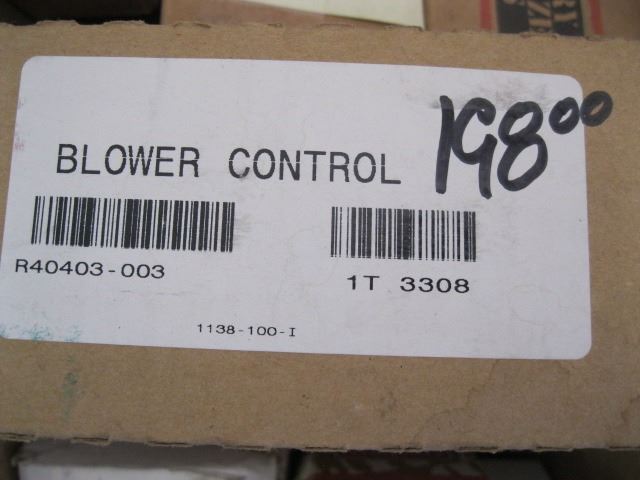 BLOWER CONTROL 198⁰⁰
R40403-003
1T 3308
1138-100-I